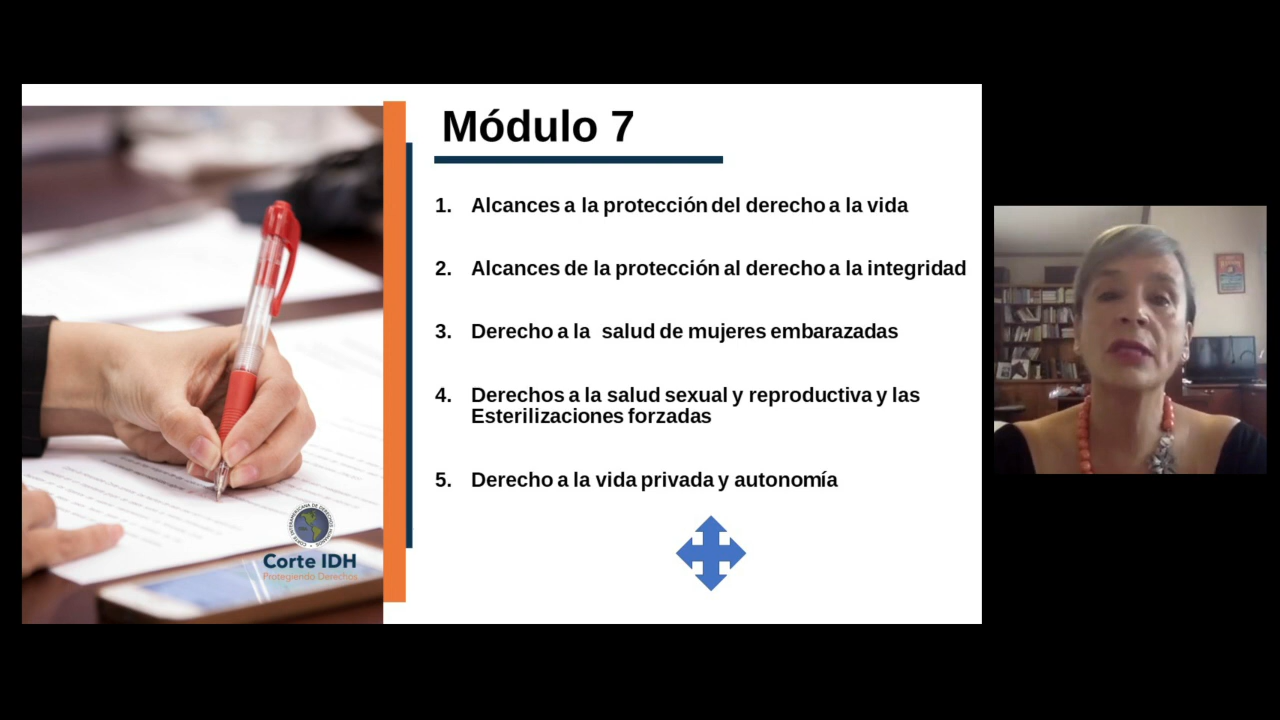 Módulo 7
1. Alcances a la protección del derecho a la vida
2. Alcances de la protección al derecho a la integridad
3. Derecho a la salud de mujeres embarazadas
4. Derechos a la salud sexual y reproductiva y las
Esterilizaciones forzadas
5. Derecho a la vida privada y autonomía
Corte IDH
Protegiendo Derechos